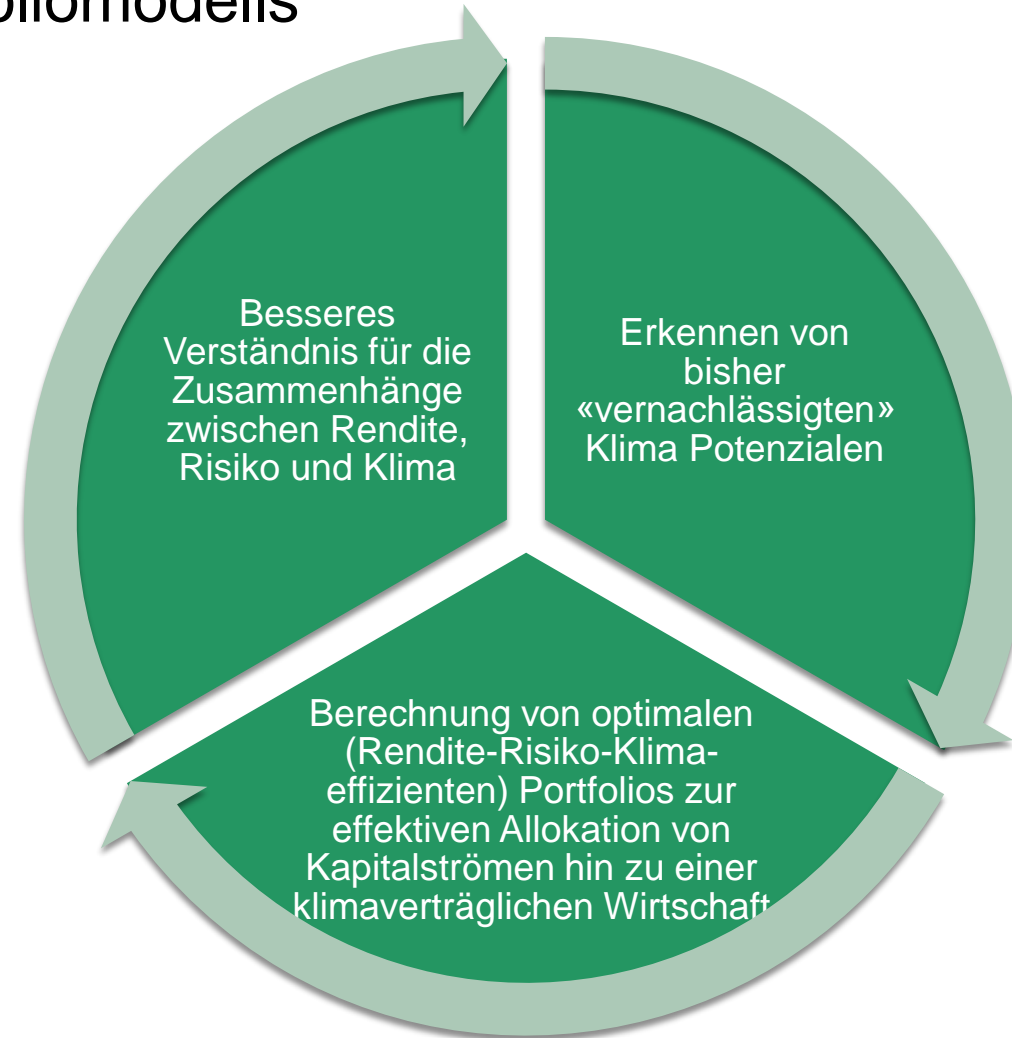 Besseres
Verständnis für die
Zusammenhänge
zwischen Rendite,
Risiko und Klima
Erkennen von
bisher
«vernachlässigten»
Klima Potenzialen
Berechnung von optimalen
(Rendite-Risiko-Klima-
effizienten) Portfolios zur
effektiven Allokation von
Kapitalströmen hin zu einer
klimaverträglichen Wirtschaft